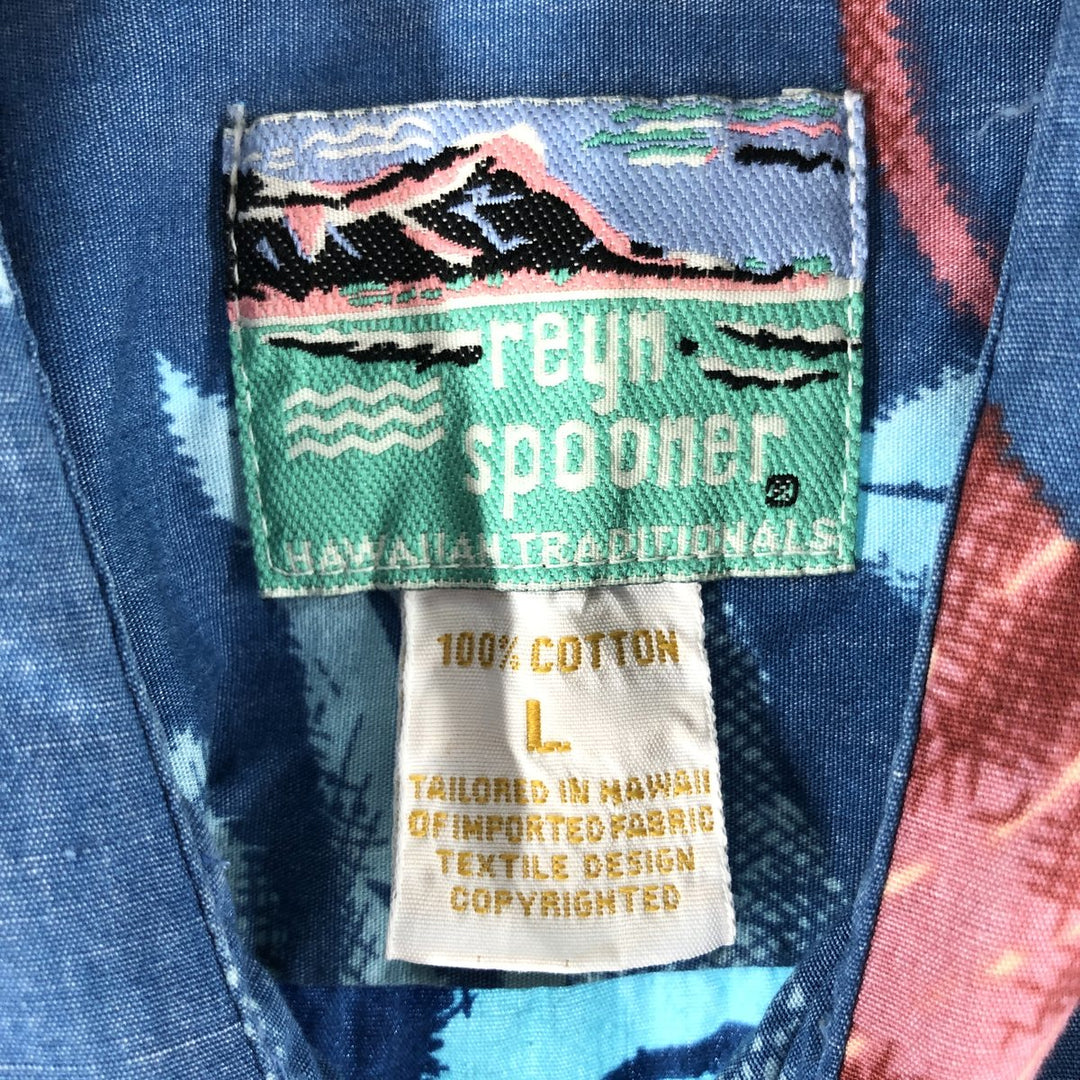 reyn
spooner
HAWAIIAN TRADITIONALS
100% COTTON
L
TAILORED IN HAWAII
OF IMPORTED FABRIC
TEXTILE DESIGN
COPYRIGHTED